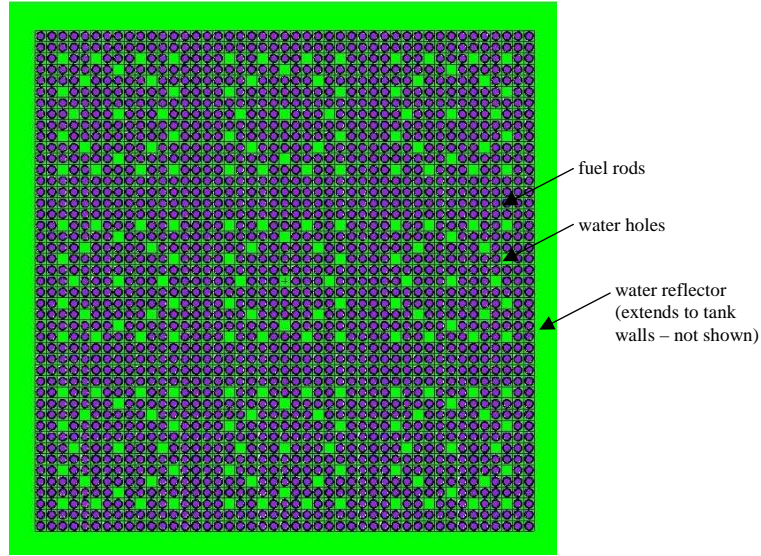 fuel rods
water holes
water reflector
(extends to tank
walls – not shown)